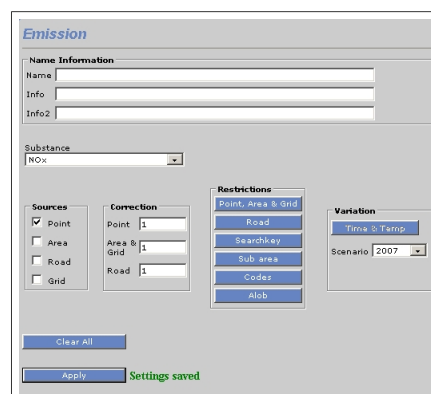 Emission
Name Information
Name
Info
Info2
Substance
NOx
Sources
Point
Area
Road
Grid
Correction
Point 1
Area & Grid 1
Road 1
Restrictions
Point, Area & Grid
Road
Searchkey
Sub area
Codes
Alob
Variation
Time & Temp
Scenario 2007
Clear All
Apply Settings saved